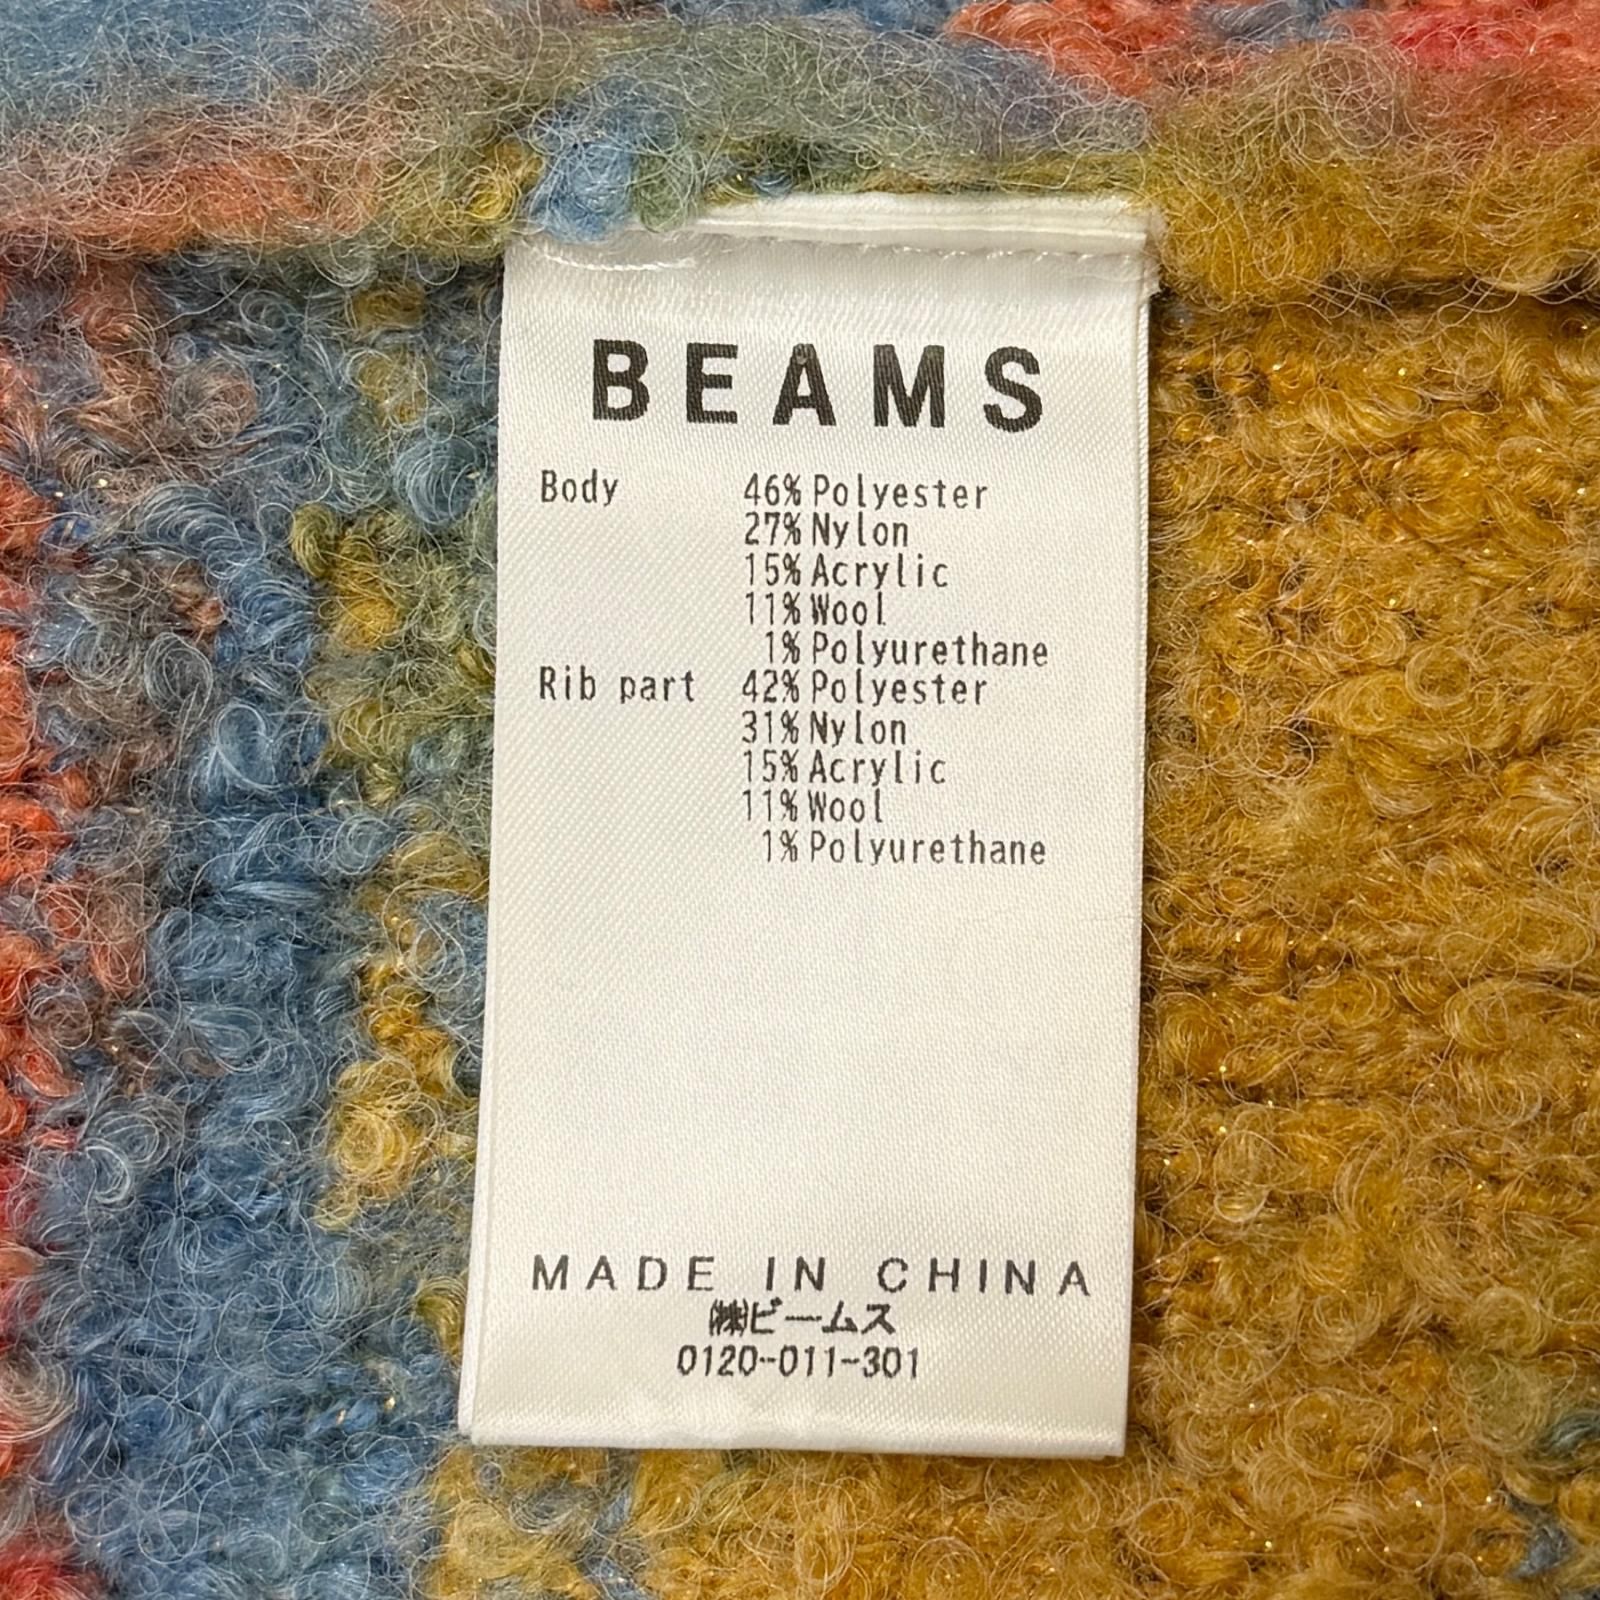 BEAMS
Body 46% Polyester
27% Nylon
15% Acrylic
11% Wool
1% Polyurethane
Rib part 42% Polyester
31% Nylon
15% Acrylic
11% Wool
1% Polyurethane
MADE IN CHINA
㈱ビームス
0120-011-301